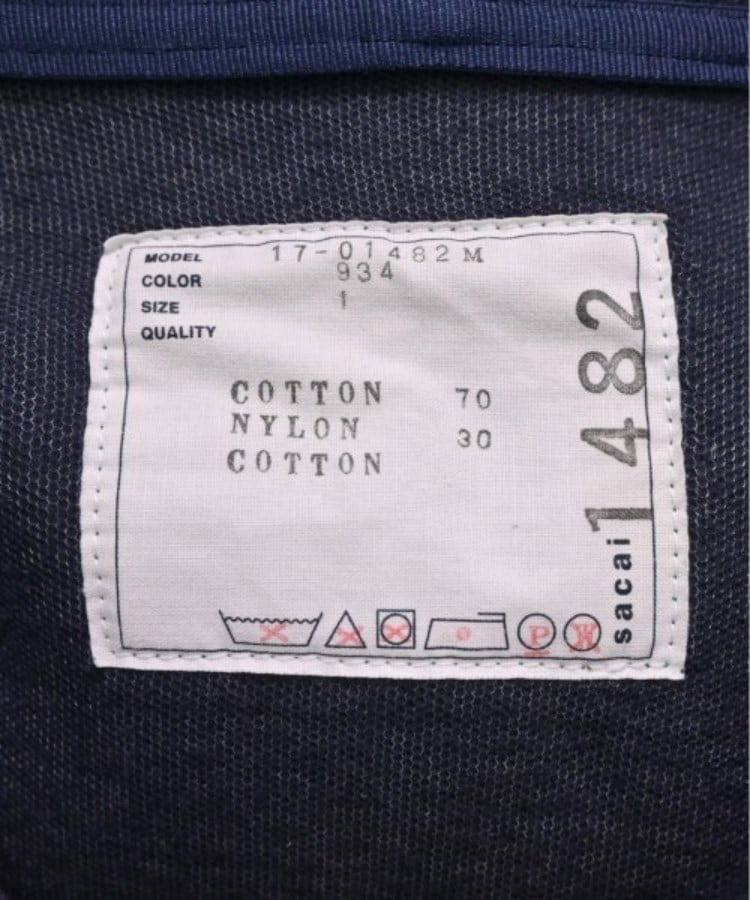 MODEL 17-01482M
COLOR 934
SIZE 1
QUALITY
COTTON 70
NYLON 30
COTTON
P W
sacai 1482